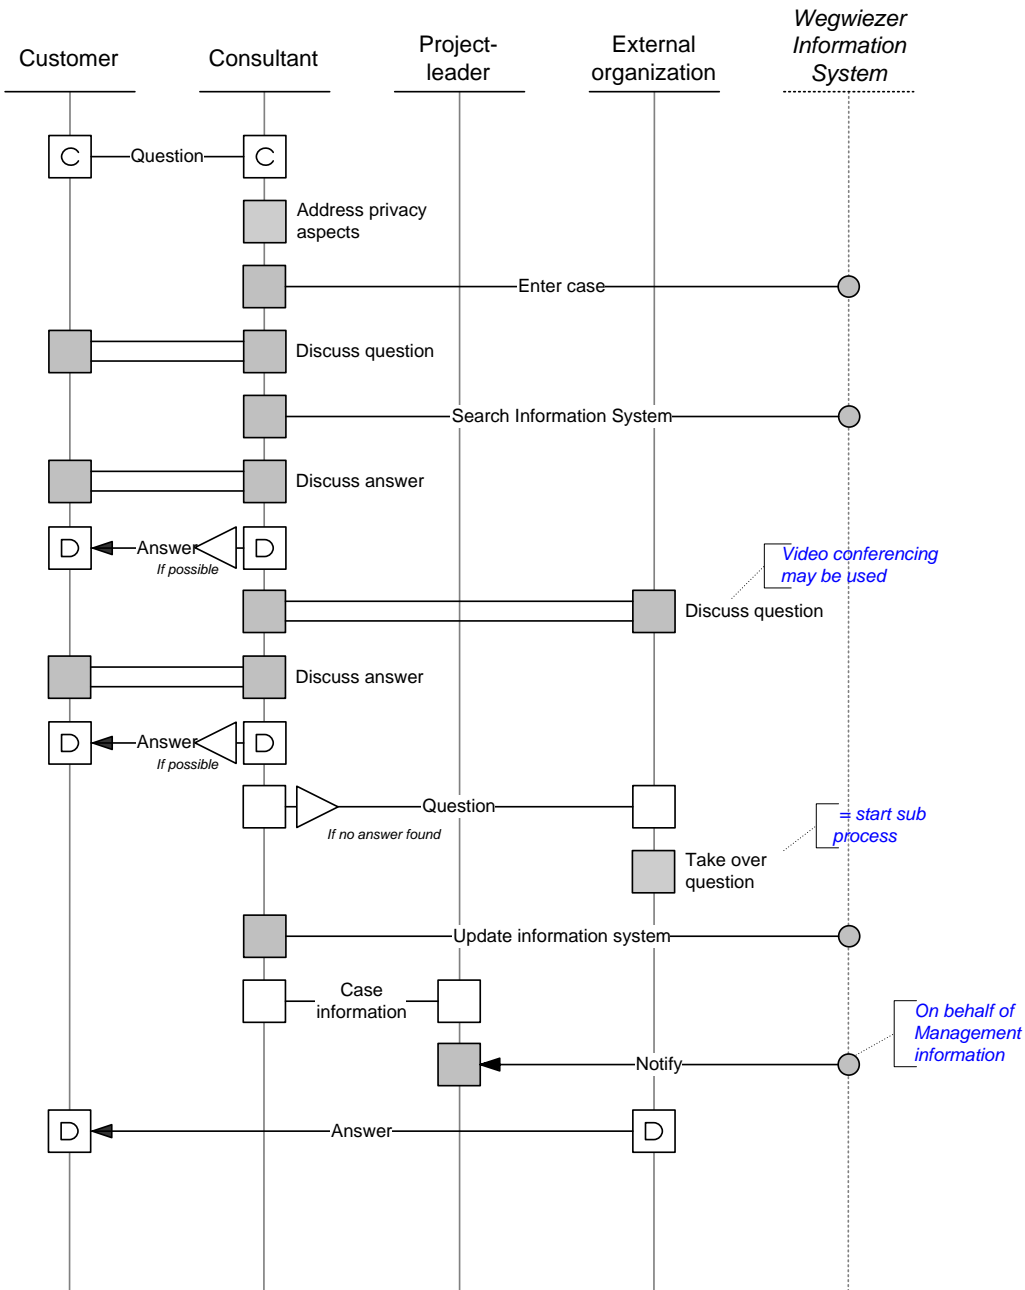 Customer
Consultant
Project-
leader
External
organization
Wegwiezer
Information
System
C
Question
C
Address privacy
aspects
Enter case
Discuss question
Search Information System
Discuss answer
D
Answer
If possible
D
Video conferencing
may be used
Discuss question
Discuss answer
D
Answer
If possible
D
Question
If no answer found
= start sub
process
Take over
question
Update information system
Case
information
On behalf of
Management
information
Notify
D
Answer
D